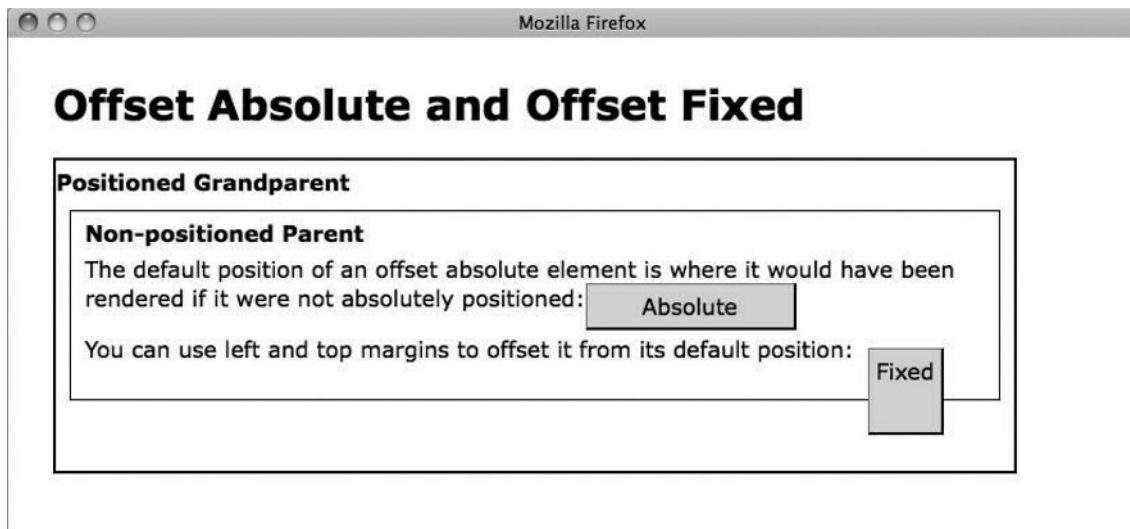 Mozilla Firefox
Offset Absolute and Offset Fixed
Positioned Grandparent
Non-positioned Parent
The default position of an offset absolute element is where it would have been
rendered if it were not absolutely positioned: Absolute
You can use left and top margins to offset it from its default position: Fixed